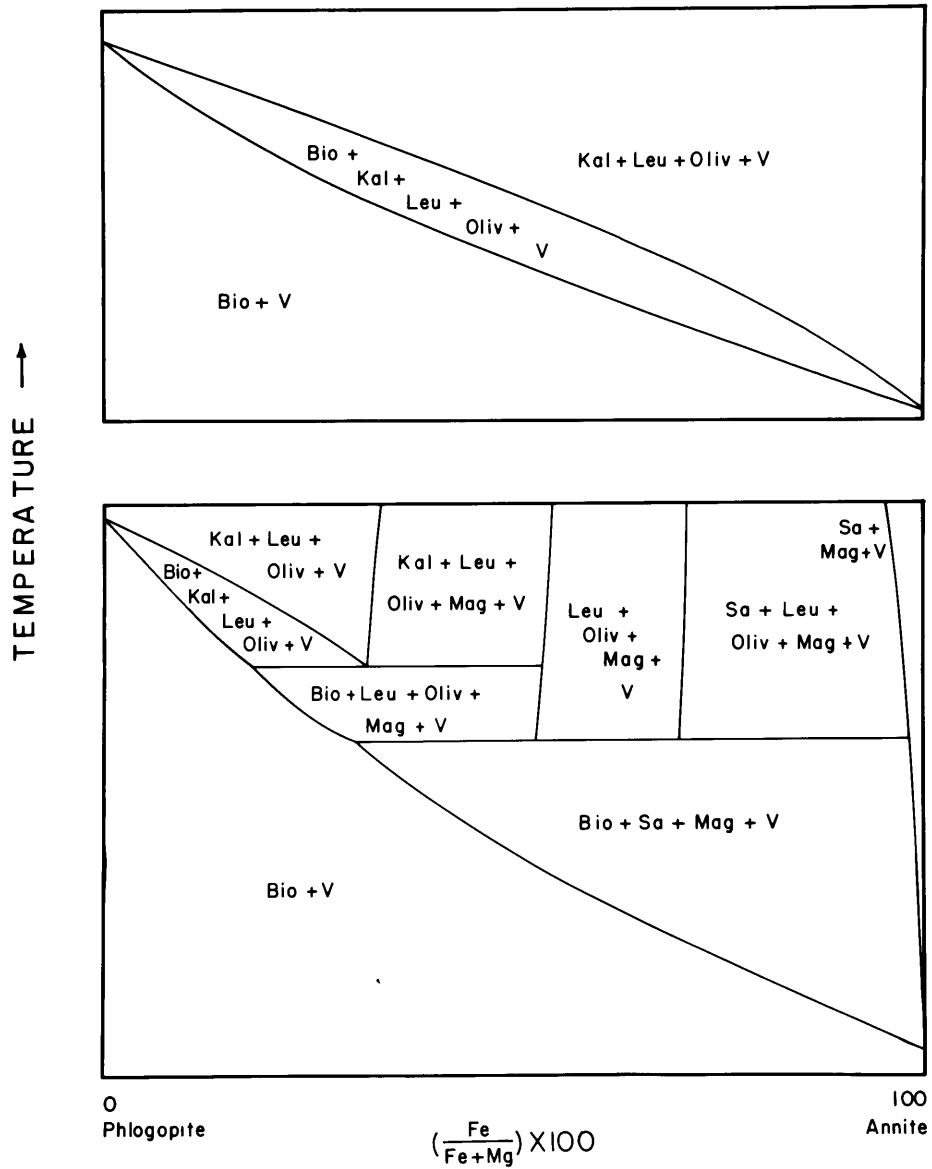 TEMPERATURE →
Bio +
Kal +
Leu +
Oliv +
V
Kal + Leu + Oliv + V
Bio + V
Kal + Leu +
Oliv + V
Bio +
Kal +
Leu +
Oliv + V
Kal + Leu +
Oliv + Mag + V
Leu +
Oliv +
Mag +
V
Sa + Leu +
Oliv + Mag + V
Sa +
Mag + V
Bio + Leu + Oliv +
Mag + V
Bio + Sa + Mag + V
Bio + V
0
100
Phlogopite
Annite
(Fe/Fe+Mg) X100